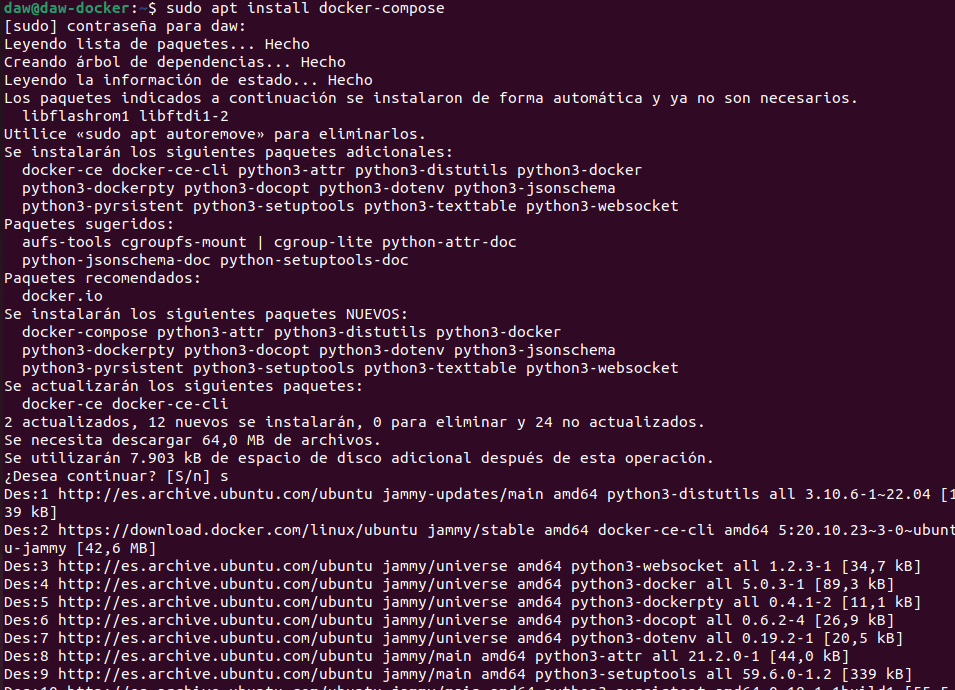 daw@daw-docker:~$ sudo apt install docker-compose
[sudo] contraseña para daw:
Leyendo lista de paquetes... Hecho
Creando árbol de dependencias... Hecho
Leyendo la información de estado... Hecho
Los paquetes indicados a continuación se instalaron de forma automática y ya no son necesarios.
  libflashrom1 libftdi1-2
Utilice «sudo apt autoremove» para eliminarlos.
Se instalarán los siguientes paquetes adicionales:
  docker-ce docker-ce-cli python3-attr python3-distutils python3-docker
  python3-dockerpty python3-docopt python3-dotenv python3-jsonschema
  python3-pyrsistent python3-setuptools python3-texttable python3-websocket
Paquetes sugeridos:
  aufs-tools cgroupfs-mount | cgroup-lite python-attr-doc
  python-jsonschema-doc python-setuptools-doc
Paquetes recomendados:
  docker.io
Se instalarán los siguientes paquetes NUEVOS:
  docker-compose python3-attr python3-distutils python3-docker
  python3-dockerpty python3-docopt python3-dotenv python3-jsonschema
  python3-pyrsistent python3-setuptools python3-texttable python3-websocket
Se actualizarán los siguientes paquetes:
  docker-ce docker-ce-cli
2 actualizados, 12 nuevos se instalarán, 0 para eliminar y 24 no actualizados.
Se necesita descargar 64,0 MB de archivos.
Se utilizarán 7.903 kB de espacio de disco adicional después de esta operación.
¿Desea continuar? [S/n] s
Des:1 http://es.archive.ubuntu.com/ubuntu jammy-updates/main amd64 python3-distutils all 3.10.6-1~22.04 [1
39 kB]
Des:2 https://download.docker.com/linux/ubuntu jammy/stable amd64 docker-ce-cli amd64 5:20.10.23~3-0~ubunt
u-jammy [42,6 MB]
Des:3 http://es.archive.ubuntu.com/ubuntu jammy/universe amd64 python3-websocket all 1.2.3-1 [34,7 kB]
Des:4 http://es.archive.ubuntu.com/ubuntu jammy/universe amd64 python3-docker all 5.0.3-1 [89,3 kB]
Des:5 http://es.archive.ubuntu.com/ubuntu jammy/universe amd64 python3-dockerpty all 0.4.1-2 [11,1 kB]
Des:6 http://es.archive.ubuntu.com/ubuntu jammy/universe amd64 python3-docopt all 0.6.2-4 [26,9 kB]
Des:7 http://es.archive.ubuntu.com/ubuntu jammy/universe amd64 python3-dotenv all 0.19.2-1 [20,5 kB]
Des:8 http://es.archive.ubuntu.com/ubuntu jammy/main amd64 python3-attr all 21.2.0-1 [44,0 kB]
Des:9 http://es.archive.ubuntu.com/ubuntu jammy/main amd64 python3-setuptools all 59.6.0-1.2 [339 kB]